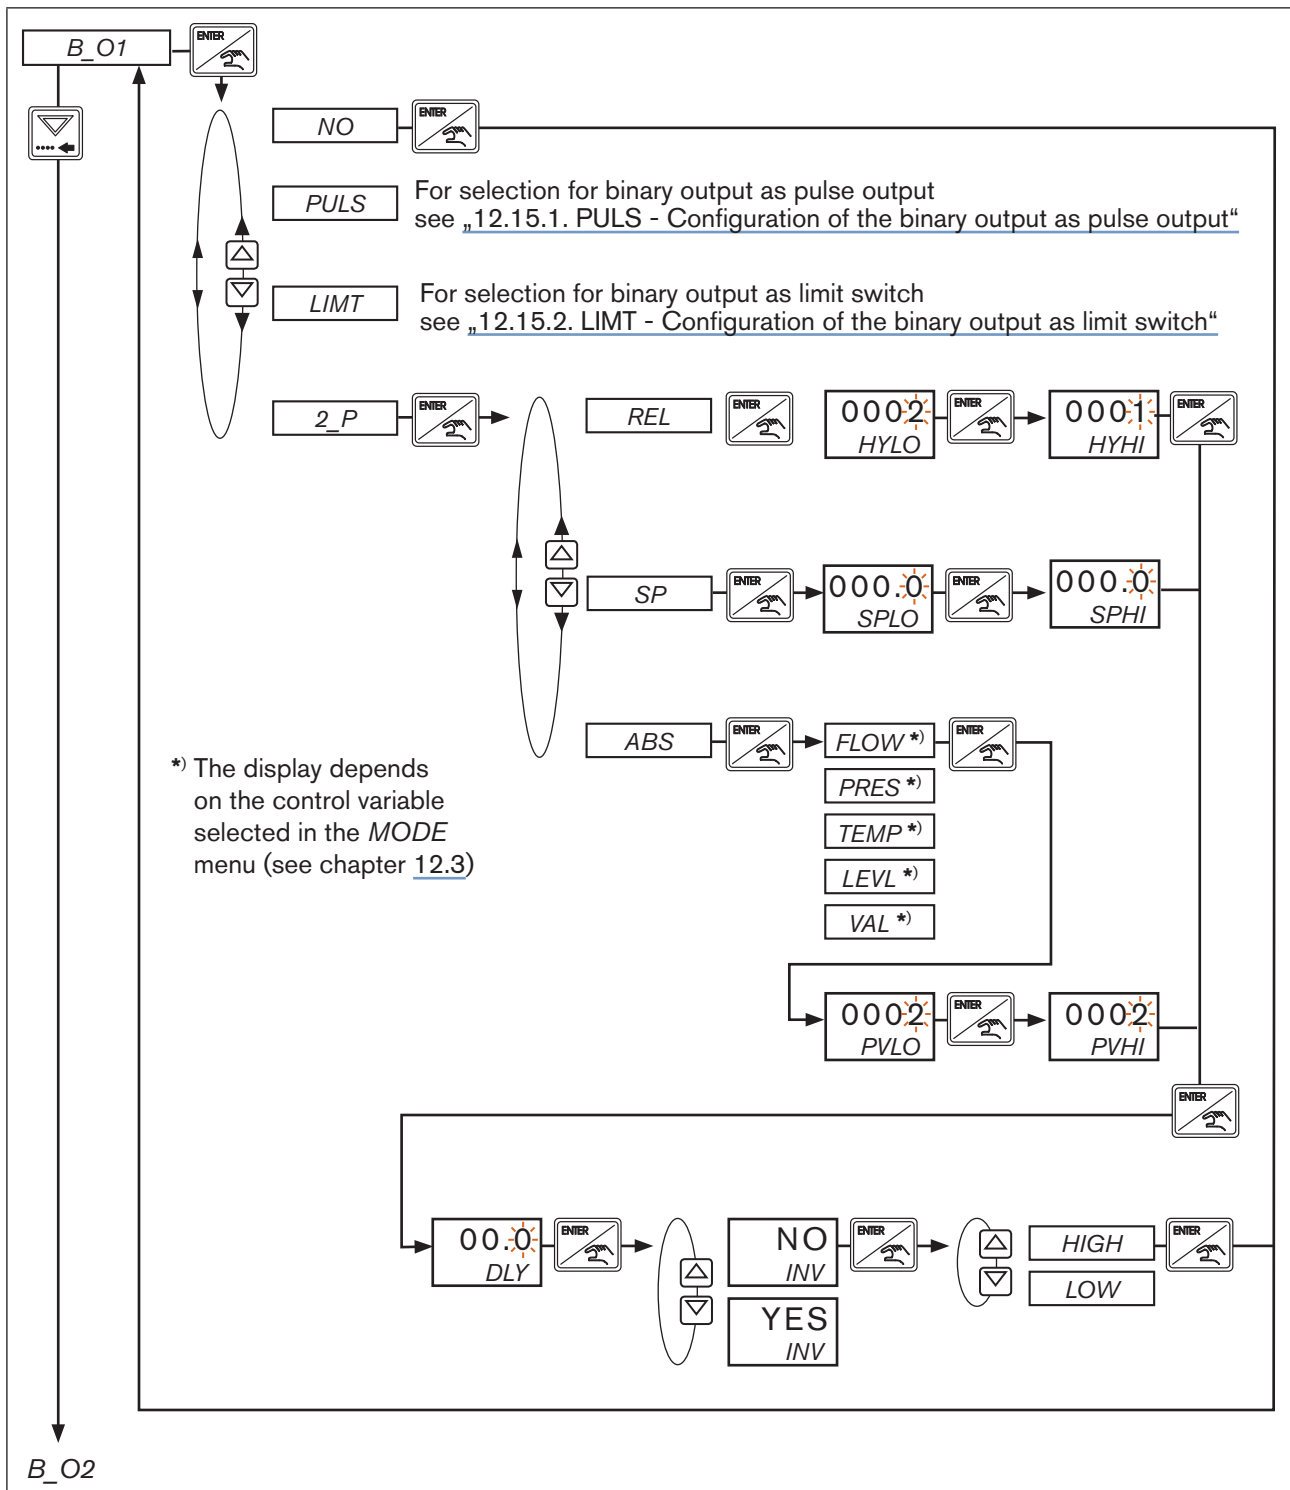 B_O1
ENTER
NO
ENTER
PULS
For selection for binary output as pulse output
see „12.15.1. PULS - Configuration of the binary output as pulse output“
LIMT
For selection for binary output as limit switch
see „12.15.2. LIMT - Configuration of the binary output as limit switch“
2_P
ENTER
REL
ENTER
0002
HYLO
ENTER
0001
HYHI
ENTER
SP
ENTER
000.0
SPLO
ENTER
000.0
SPHI
ABS
ENTER
FLOW *)
ENTER
PRES *)
TEMP *)
LEVL *)
VAL *)
*) The display depends
on the control variable
selected in the MODE
menu (see chapter 12.3)
0002
PVLO
ENTER
0002
PVHI
ENTER
00.0
DLY
ENTER
NO
INV
ENTER
HIGH
ENTER
LOW
YES
INV
B_O2